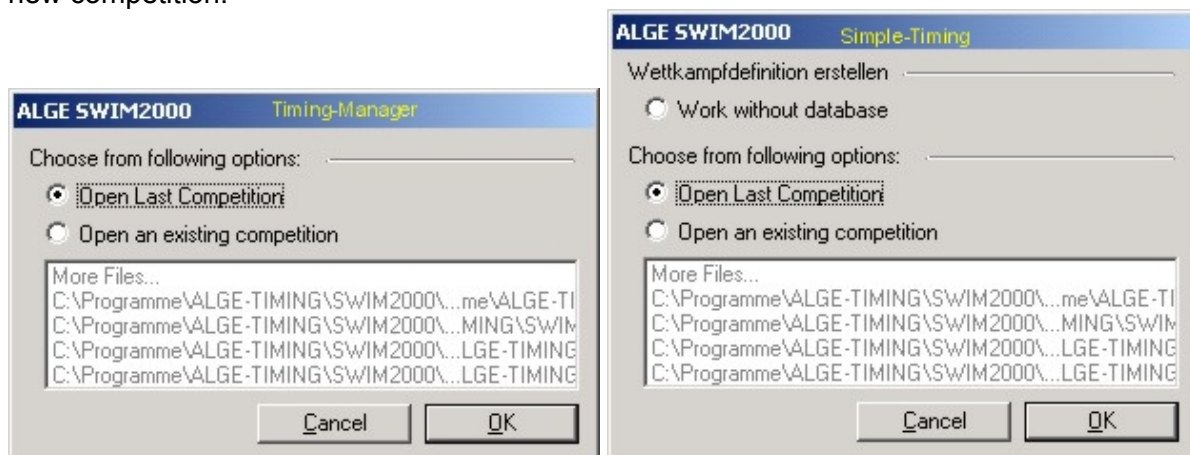 new competition.
ALGE SWIM2000 Timing-Manager
Choose from following options:
Open Last Competition
Open an existing competition
More Files...
C:\Programme\ALGE-TIMING\SWIM2000\...me\ALGE-TI
C:\Programme\ALGE-TIMING\SWIM2000\...MING\SWIM
C:\Programme\ALGE-TIMING\SWIM2000\...LGE-TIMING
C:\Programme\ALGE-TIMING\SWIM2000\...LGE-TIMING
Cancel OK
ALGE SWIM2000 Simple-Timing
Wettkampfdefinition erstellen
Work without database
Choose from following options:
Open Last Competition
Open an existing competition
More Files...
C:\Programme\ALGE-TIMING\SWIM2000\...me\ALGE-TI
C:\Programme\ALGE-TIMING\SWIM2000\...MING\SWIM
C:\Programme\ALGE-TIMING\SWIM2000\...LGE-TIMING
C:\Programme\ALGE-TIMING\SWIM2000\...LGE-TIMING
Cancel OK